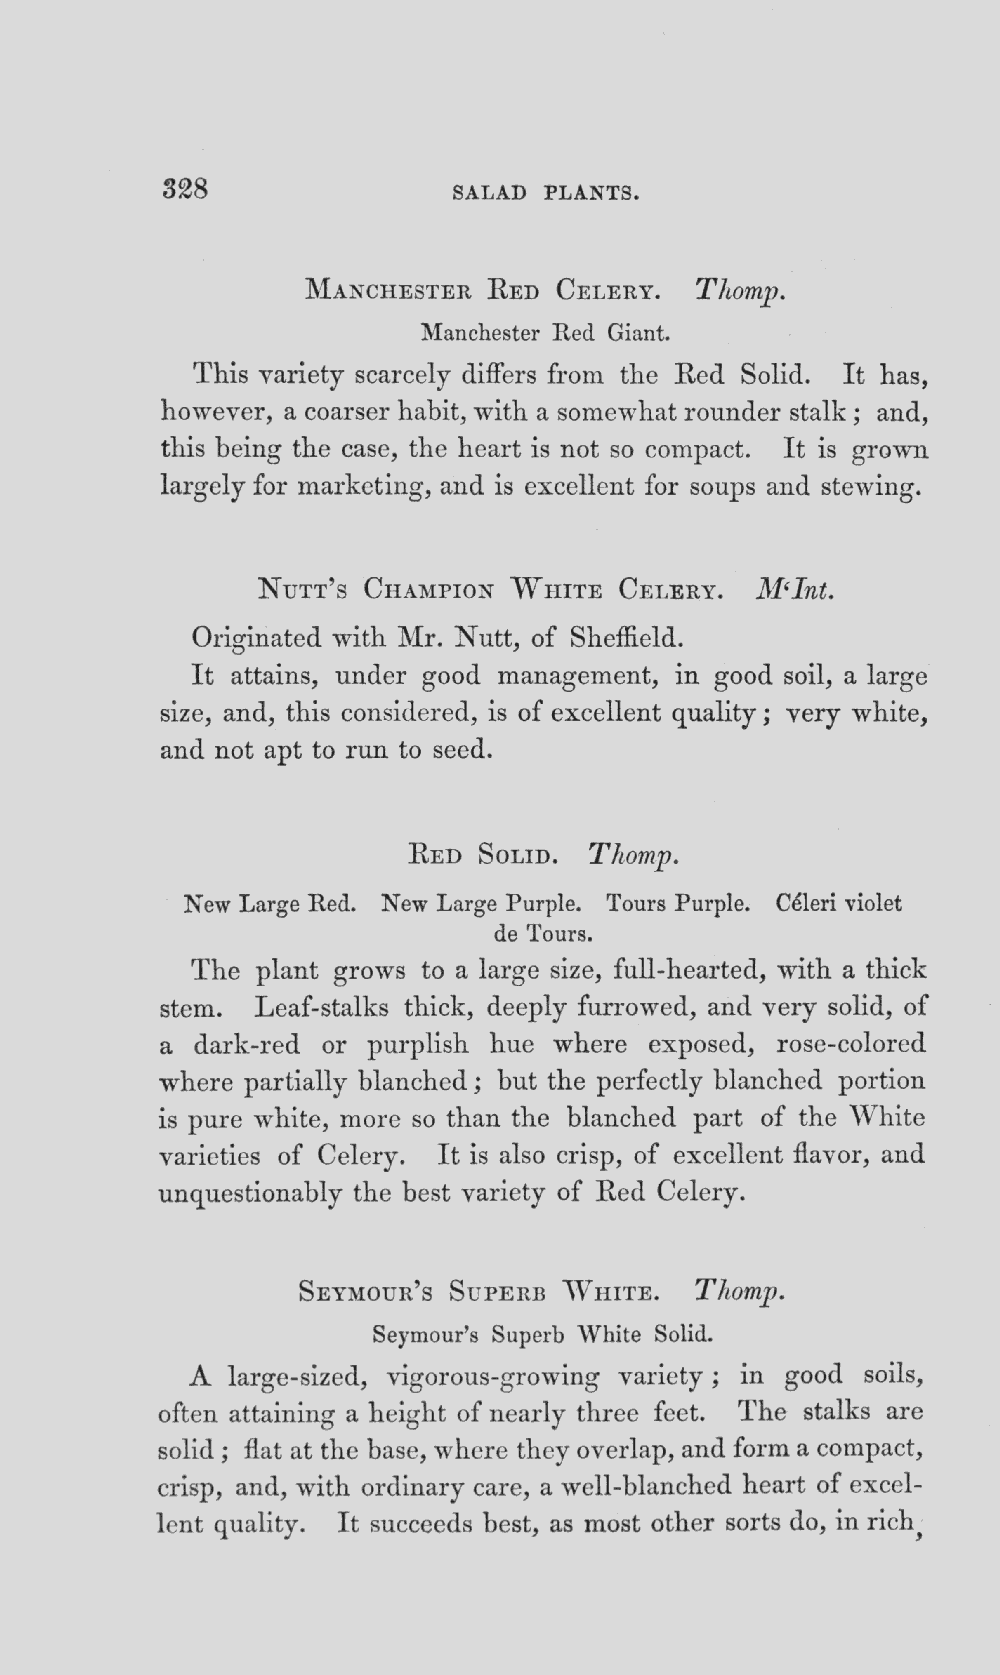 328
SALAD PLANTS.
MANCHESTER RED CELERY. Thomp.
Manchester Red Giant.
This variety scarcely differs from the Red Solid. It has,
however, a coarser habit, with a somewhat rounder stalk; and,
this being the case, the heart is not so compact. It is grown
largely for marketing, and is excellent for soups and stewing.
NUTT'S CHAMPION WHITE CELERY. M‘Int.
Originated with Mr. Nutt, of Sheffield.
It attains, under good management, in good soil, a large
size, and, this considered, is of excellent quality; very white,
and not apt to run to seed.
RED SOLID. Thomp.
New Large Red. New Large Purple. Tours Purple. Céleri violet
de Tours.
The plant grows to a large size, full-hearted, with a thick
stem. Leaf-stalks thick, deeply furrowed, and very solid, of
a dark-red or purplish hue where exposed, rose-colored
where partially blanched; but the perfectly blanched portion
is pure white, more so than the blanched part of the White
varieties of Celery. It is also crisp, of excellent flavor, and
unquestionably the best variety of Red Celery.
SEYMOUR'S SUPERB WHITE. Thomp.
Seymour's Superb White Solid.
A large-sized, vigorous-growing variety; in good soils,
often attaining a height of nearly three feet. The stalks are
solid; flat at the base, where they overlap, and form a compact,
crisp, and, with ordinary care, a well-blanched heart of excel-
lent quality. It succeeds best, as most other sorts do, in rich,